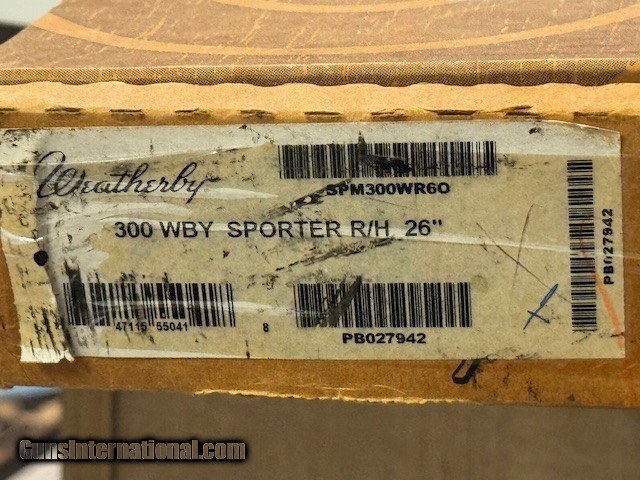 Weatherby
SPM300WR6O
300 WBY SPORTER R/H 26"
47115 55041 8
PB027942
PB027942
GunsInternational.com